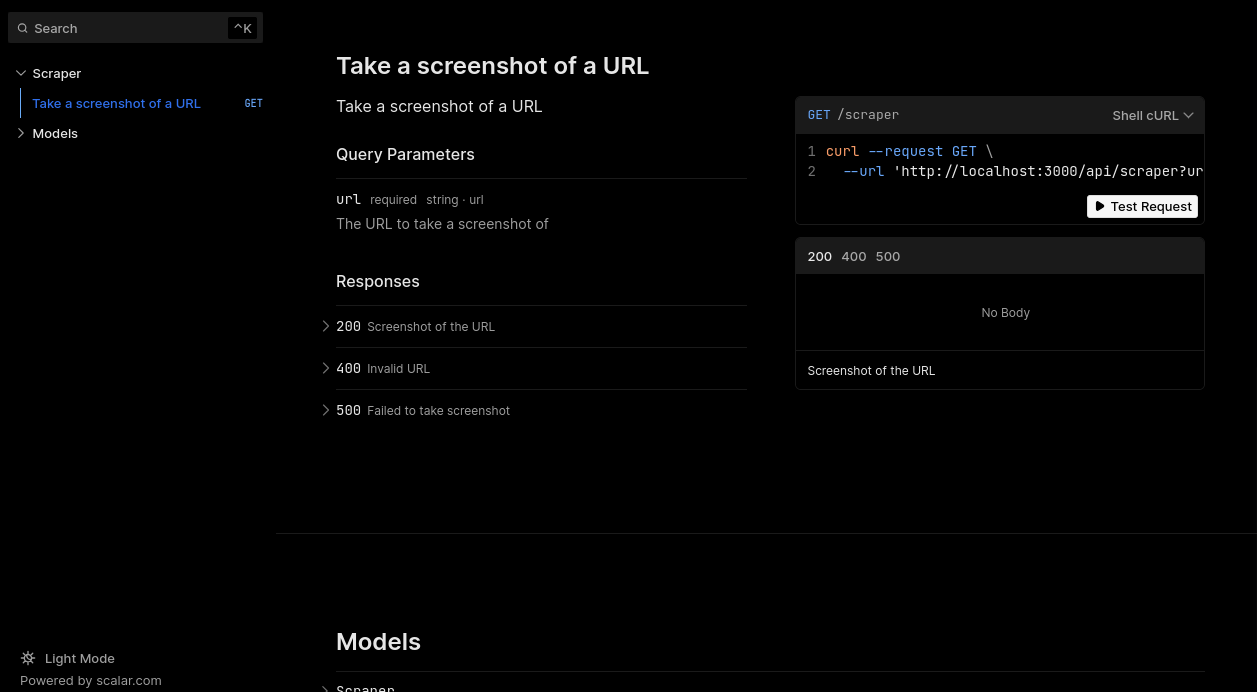 Search
^K
Scraper
Take a screenshot of a URL GET
Models
Light Mode
Powered by scalar.com
Take a screenshot of a URL
Take a screenshot of a URL
Query Parameters
url required string · url
The URL to take a screenshot of
Responses
200 Screenshot of the URL
400 Invalid URL
500 Failed to take screenshot
GET /scraper Shell cURL
1 curl --request GET \
2 --url 'http://localhost:3000/api/scraper?ur
Test Request
200 400 500
No Body
Screenshot of the URL
Models
Scraper